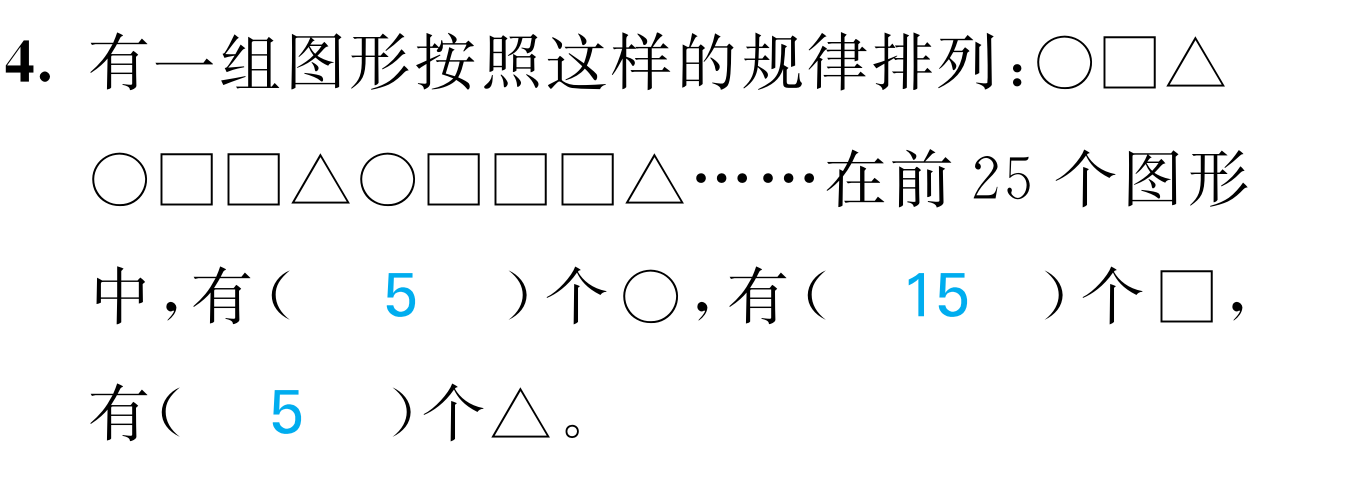 4. 有一组图形按照这样的规律排列:○□△
○□□△○□□□△……在前 25 个图形
中,有( 5 )个○,有( 15 )个□,
有( 5 )个△。